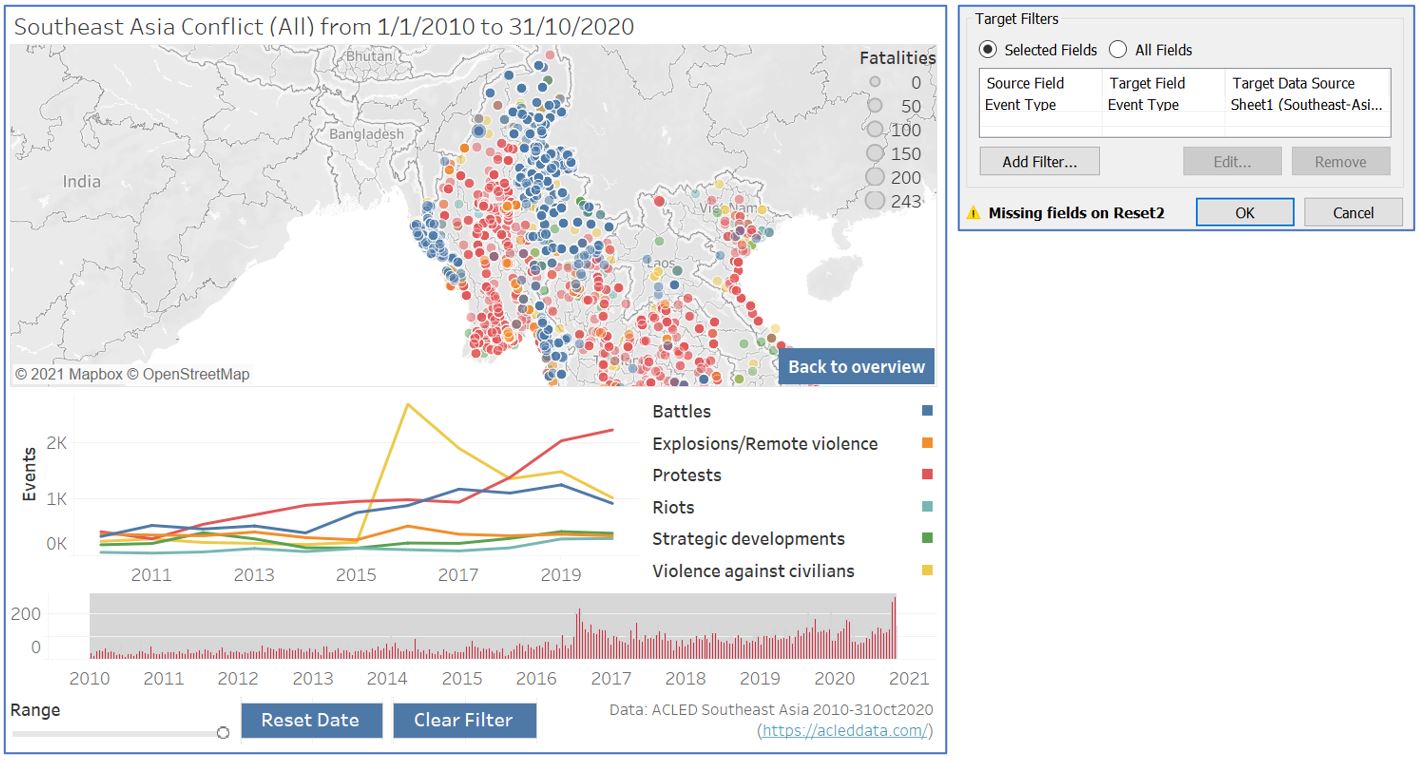 Southeast Asia Conflict (All) from 1/1/2010 to 31/10/2020
Bhutan
Bangladesh
India
Fatalities
0
50
100
150
200
243
© 2021 Mapbox © OpenStreetMap
Back to overview
Events
2K
1K
0K
2011 2013 2015 2017 2019
Battles
Explosions/Remote violence
Protests
Riots
Strategic developments
Violence against civilians
200
0
2010 2011 2012 2013 2014 2015 2016 2017 2018 2019 2020 2021
Range
Reset Date
Clear Filter
Data: ACLED Southeast Asia 2010-31Oct2020
(https://acleddata.com/)
Target Filters
Selected Fields All Fields
Source Field Target Field Target Data Source
Event Type Event Type Sheet1 (Southeast-Asi...
Add Filter... Edit... Remove
Missing fields on Reset2 OK Cancel